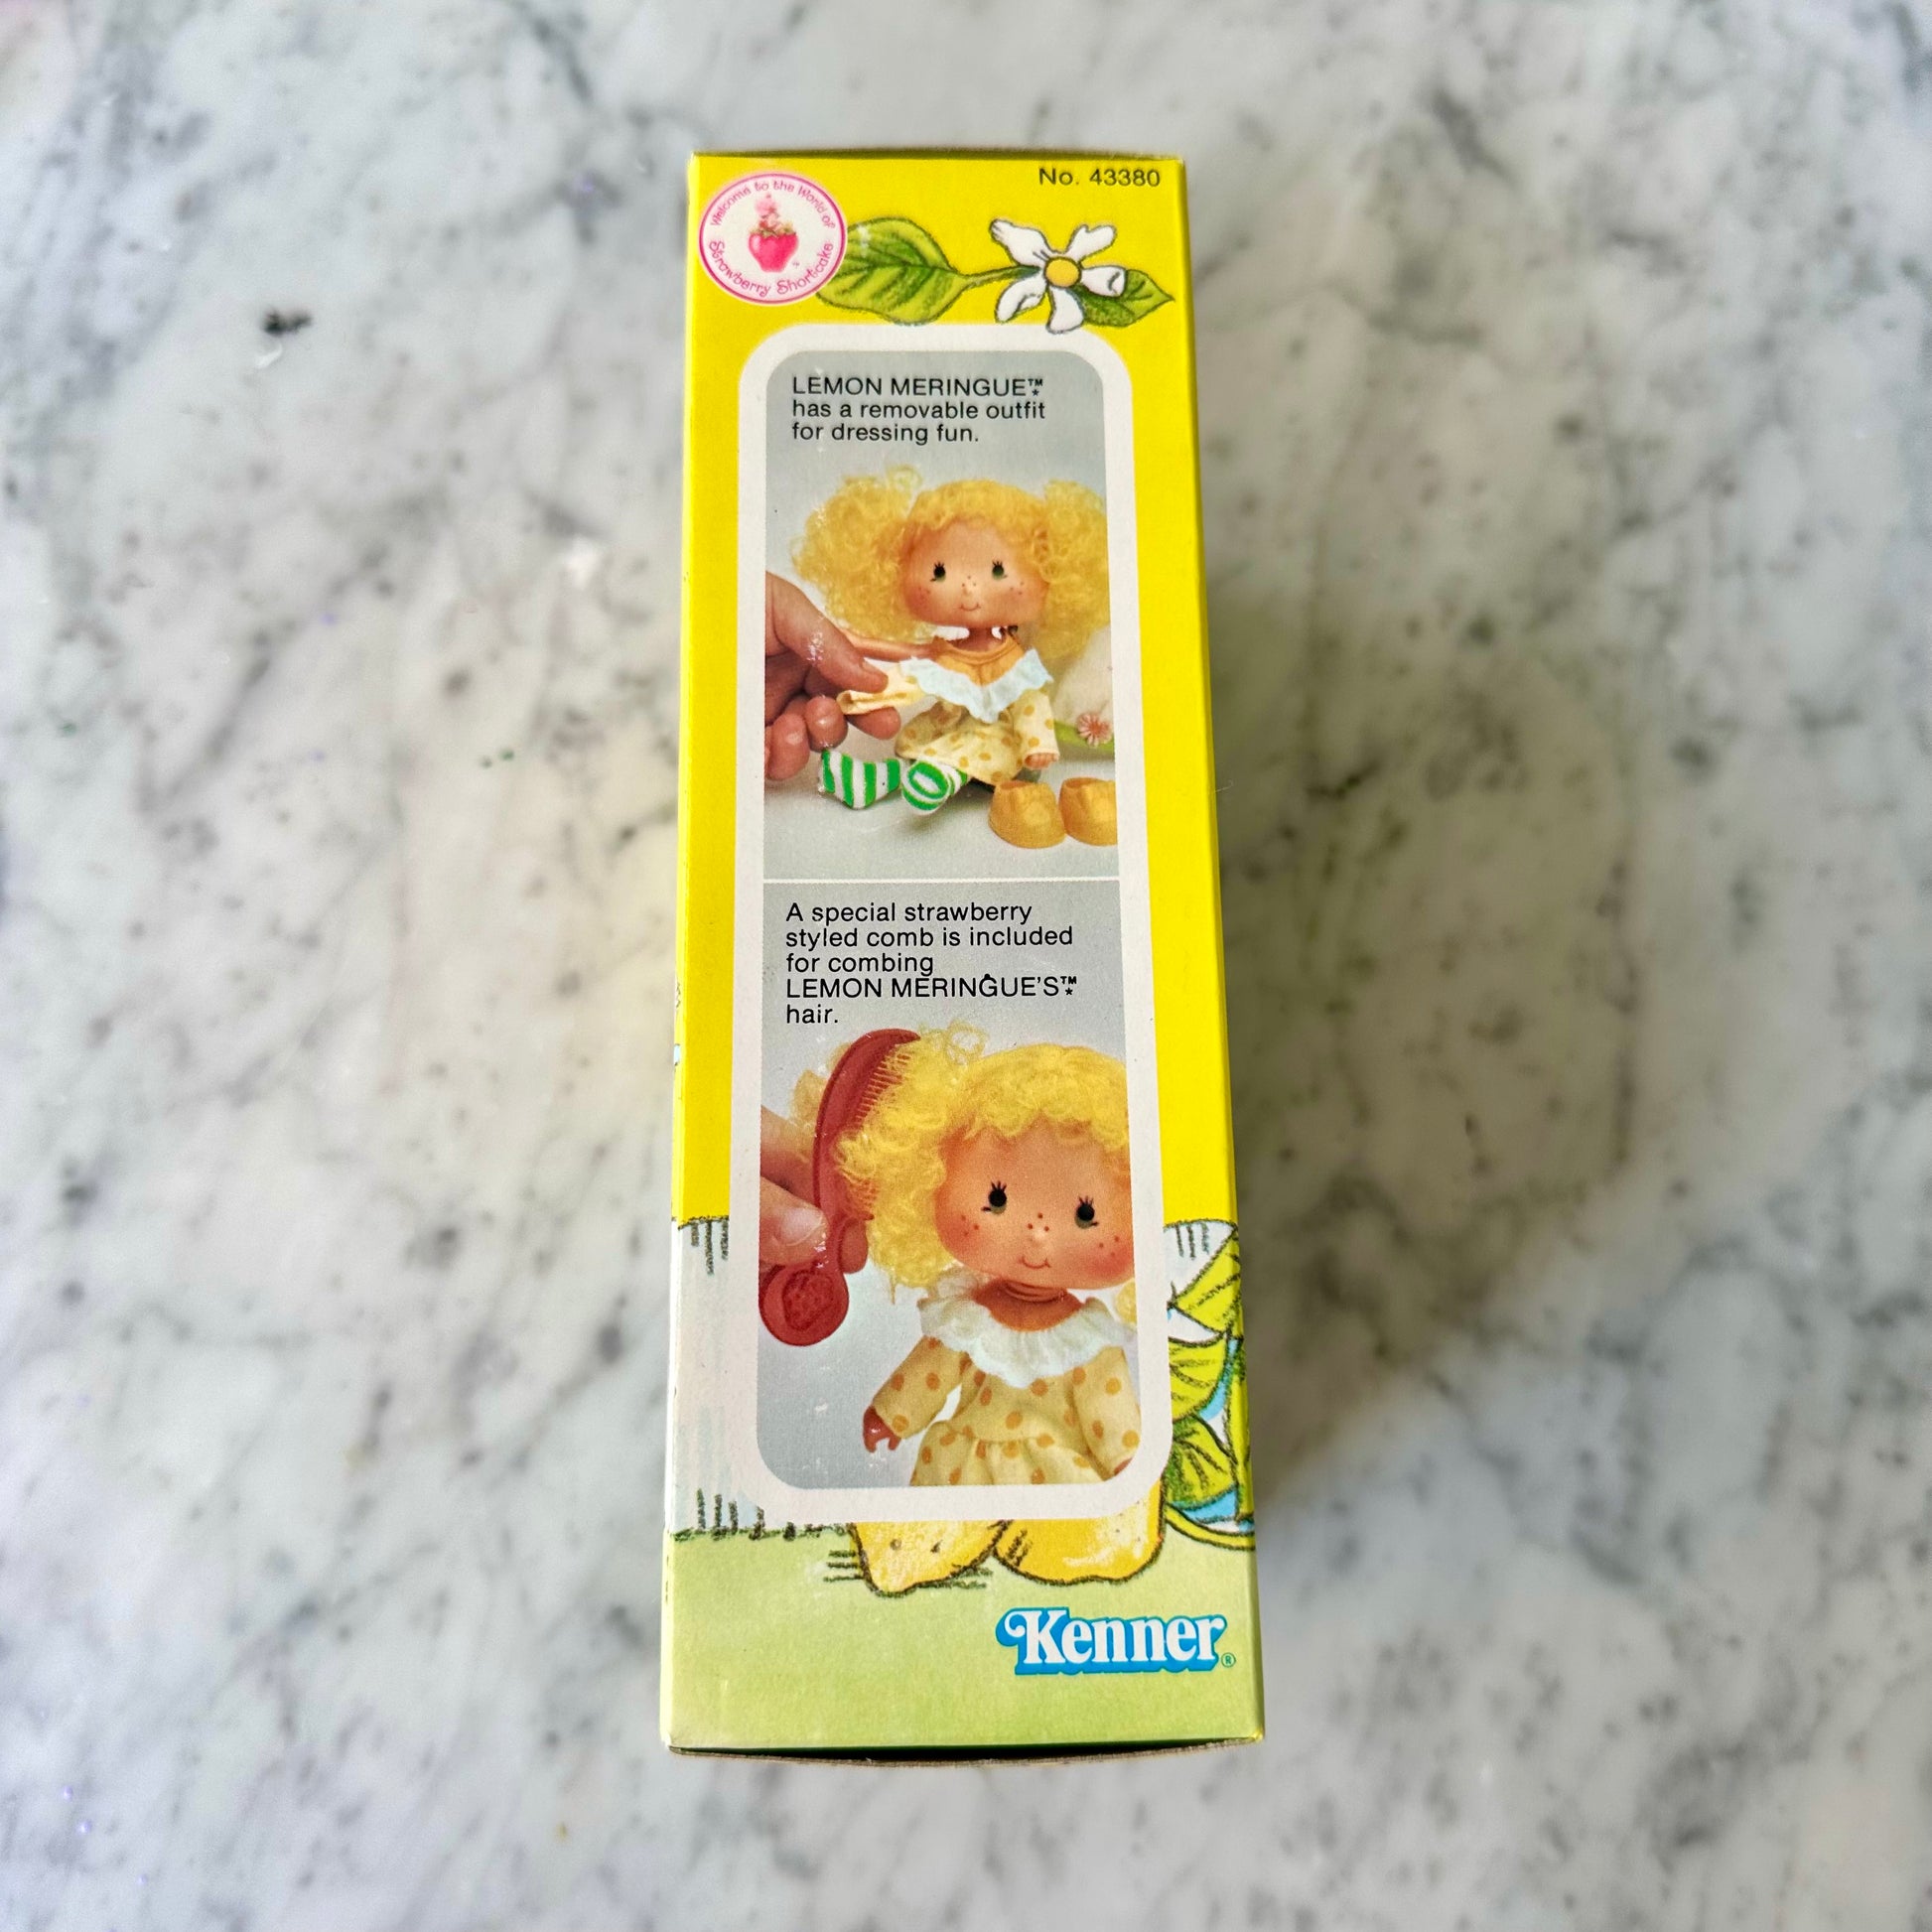 No. 43380
Welcome to the World of
Strawberry Shortcake
LEMON MERINGUE™*
has a removable outfit
for dressing fun.
A special strawberry
styled comb is included
for combing
LEMON MERINGUE'S™*
hair.
Kenner®